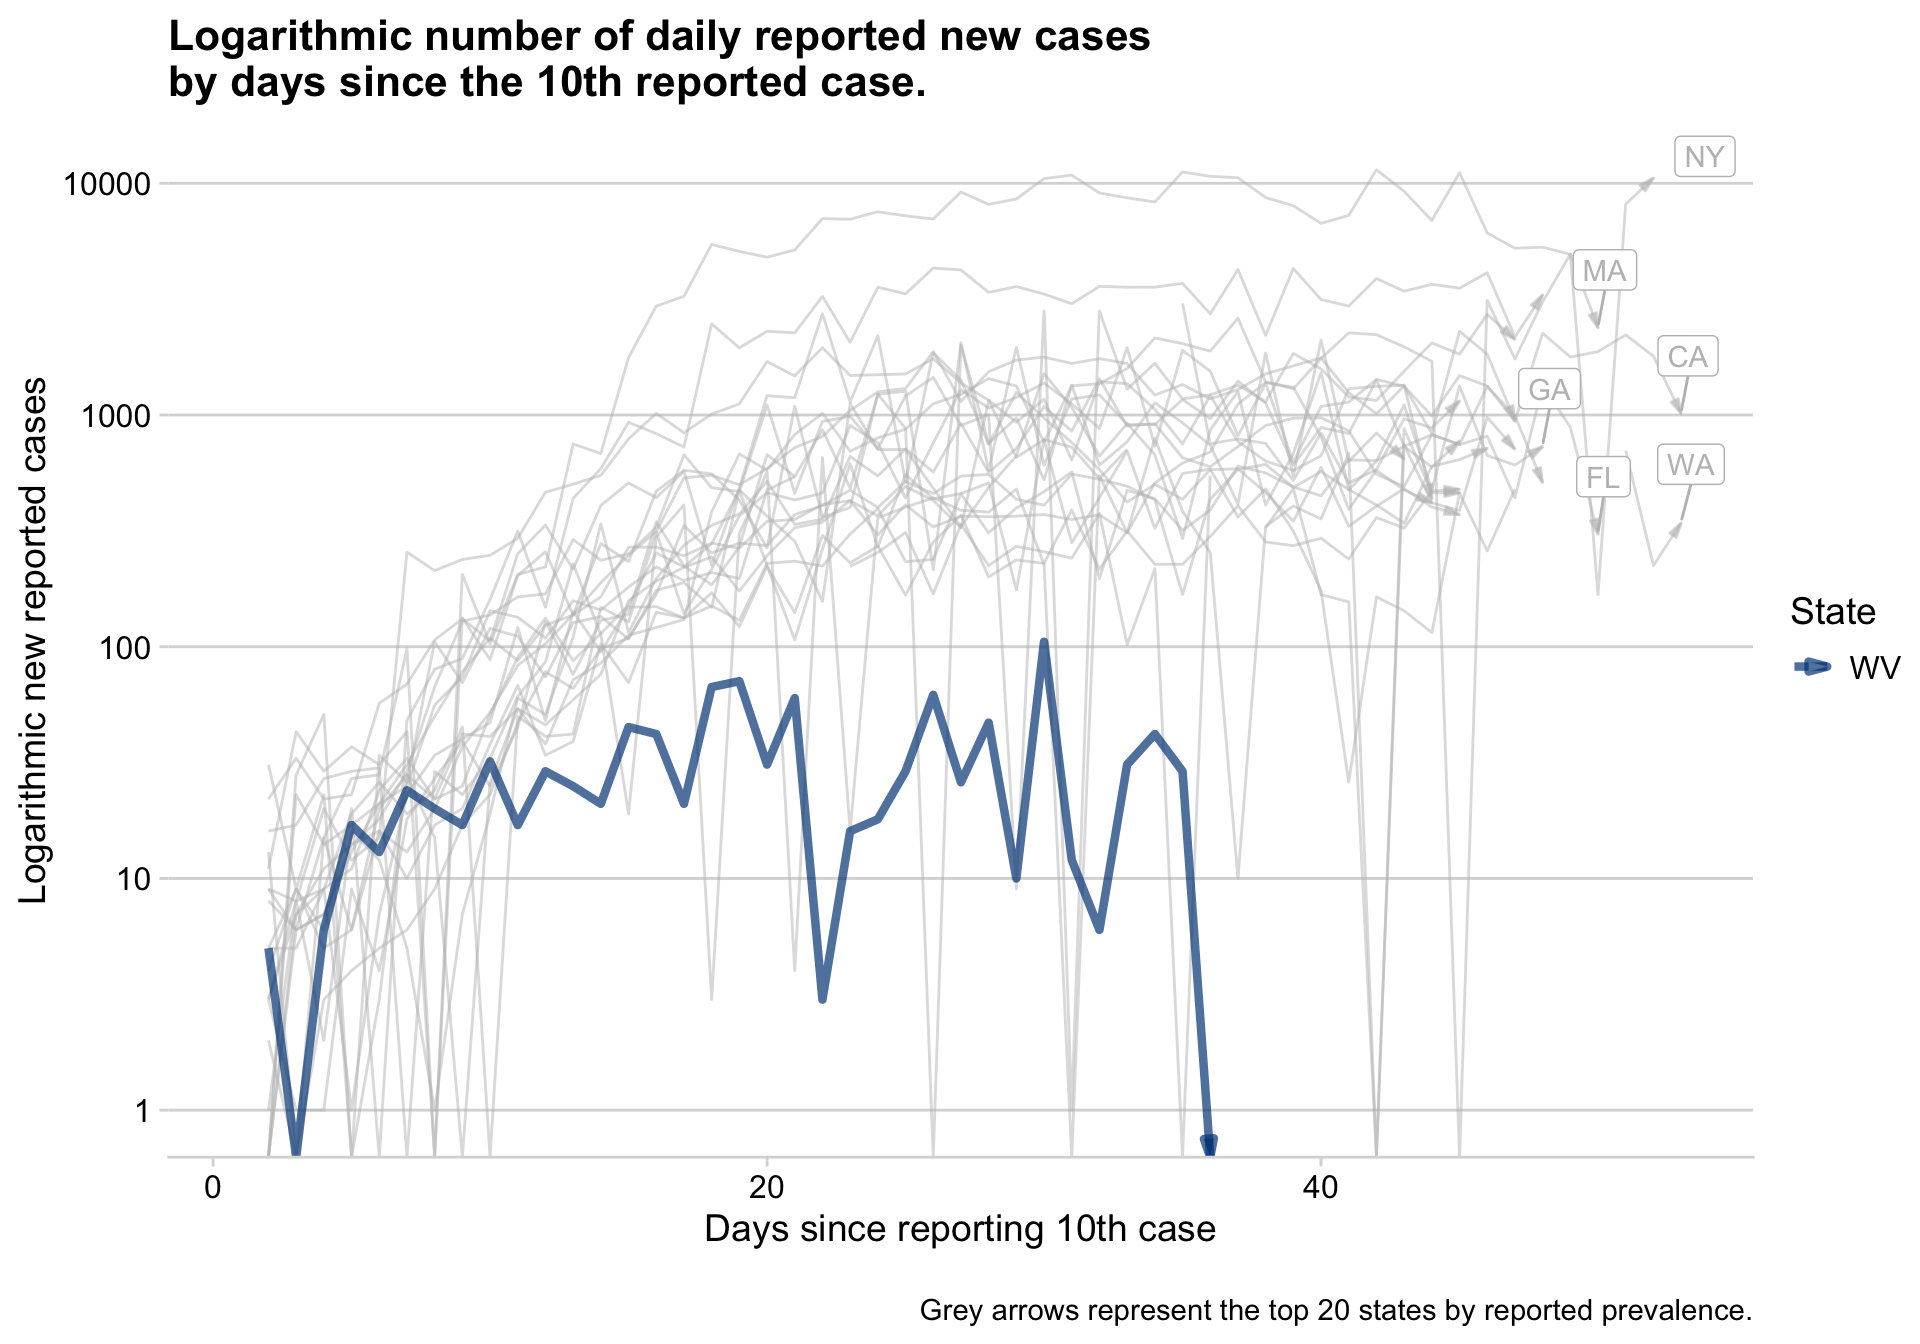 Logarithmic number of daily reported new cases
by days since the 10th reported case.
Logarithmic new reported cases
10000
1000
100
10
1
NY
MA
CA
GA
FL
WA
State
WV
0
20
40
Days since reporting 10th case
Grey arrows represent the top 20 states by reported prevalence.